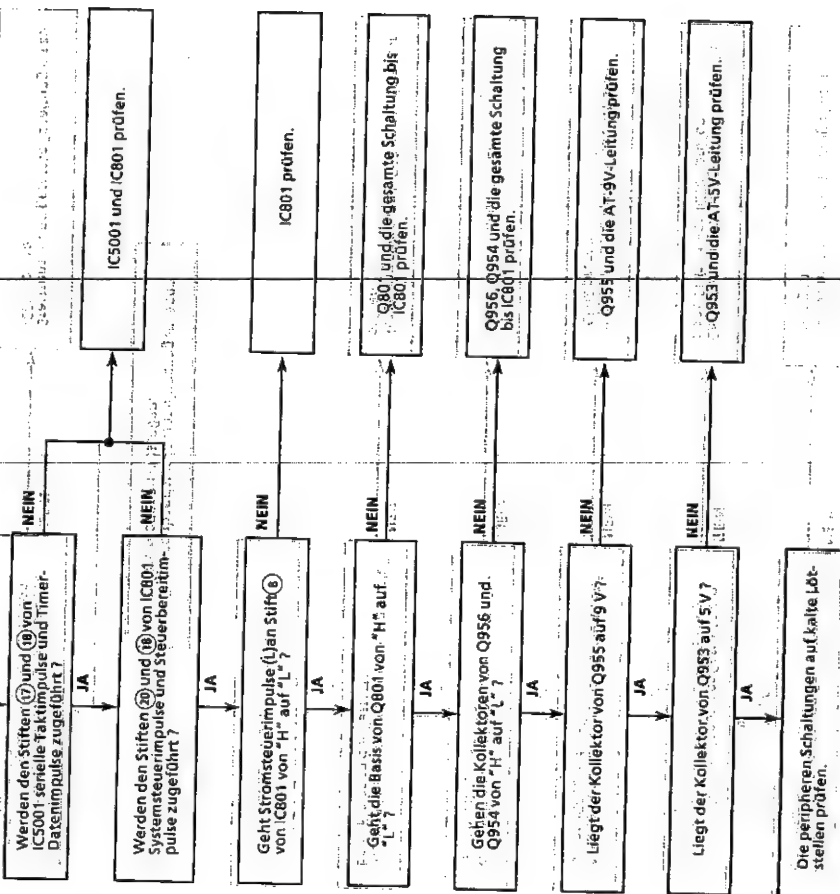 Werden den Stiften ⑰ und ⑱ von
IC5001 serielle Taktimpulse und Timer-
Datenimpulse zugeführt ?
NEIN
IC5001 und IC801 prüfen.
JA
Werden den Stiften ⑳ und ⑱ von IC801
Systemsteuerimpulse und Steuerbereitim-
pulse zugeführt ?
NEIN
JA
Geht Stromsteuerimpulse (L) an Stift ⑧
von IC801 von "H" auf "L" ?
NEIN
IC801 prüfen.
JA
Geht die Basis von Q801 von "H" auf
"L" ?
NEIN
Q801 und die gesamte Schaltung bis
IC801 prüfen.
JA
Gehen die Kollektoren von Q956 und
Q954 von "H" auf "L" ?
NEIN
Q956, Q954 und die gesamte Schaltung
bis IC801 prüfen.
JA
Liegt der Kollektor von Q955 auf 9 V ?
NEIN
Q955 und die AT-9V-Leitung prüfen.
JA
Liegt der Kollektor von Q953 auf 5 V ?
NEIN
Q953 und die AT-5V-Leitung prüfen.
JA
Die peripheren Schaltungen auf kalte Löt-
stellen prüfen.